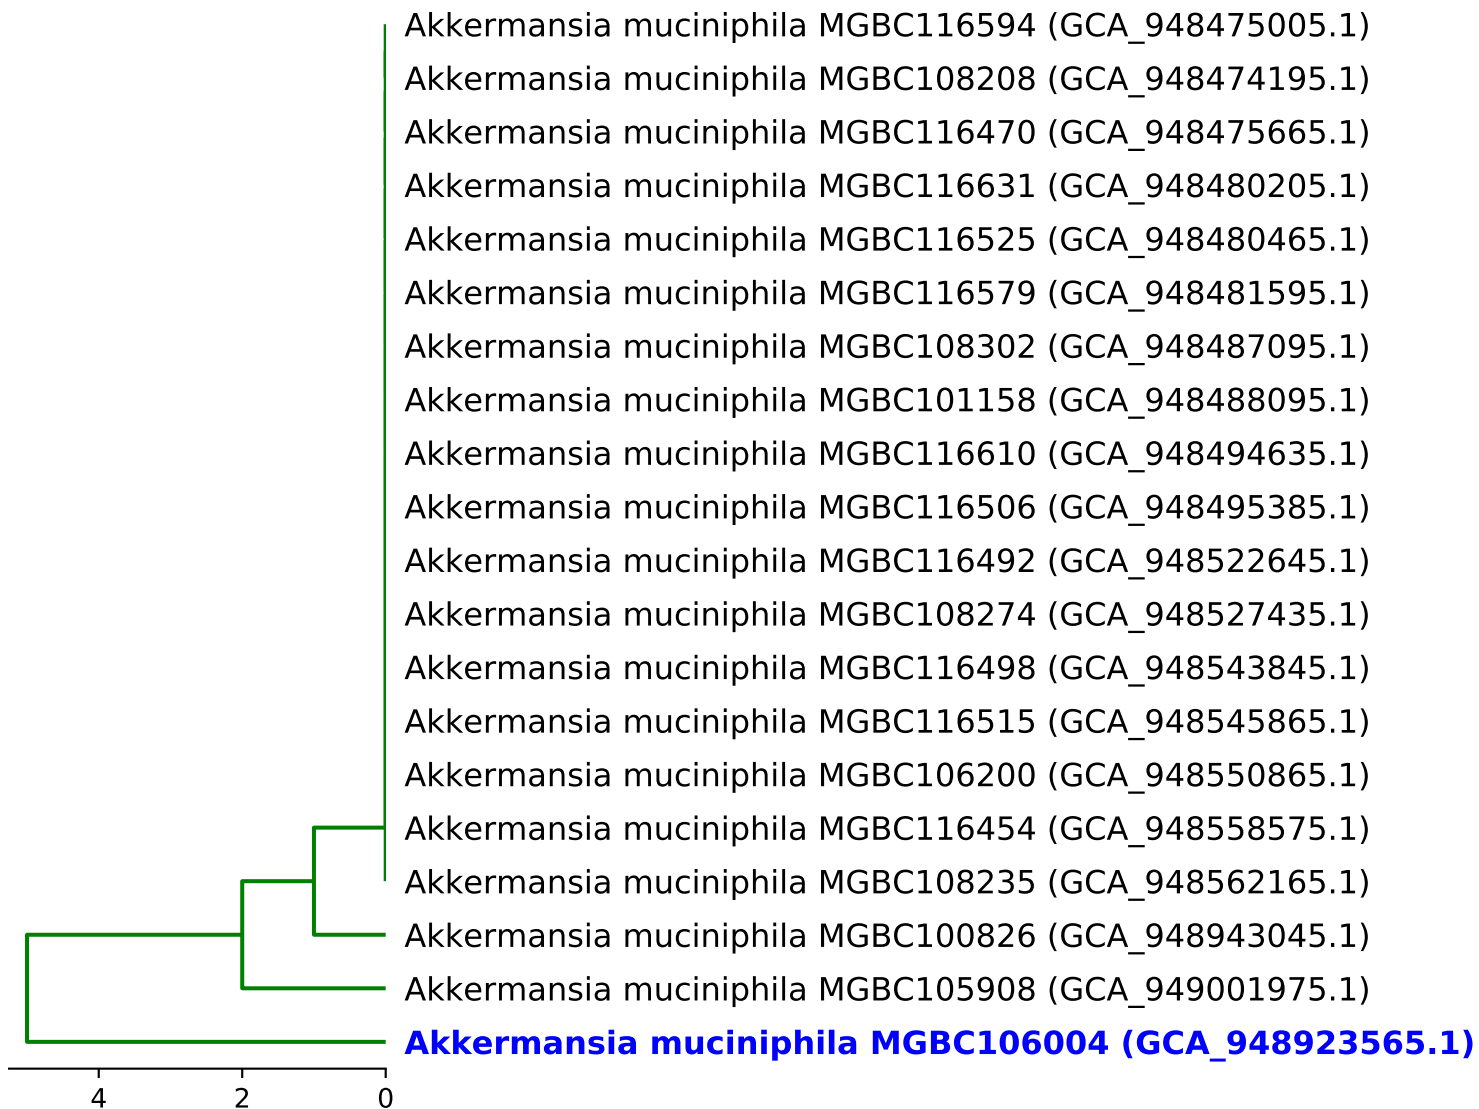 Akkermansia muciniphila MGBC116594 (GCA_948475005.1)
Akkermansia muciniphila MGBC108208 (GCA_948474195.1)
Akkermansia muciniphila MGBC116470 (GCA_948475665.1)
Akkermansia muciniphila MGBC116631 (GCA_948480205.1)
Akkermansia muciniphila MGBC116525 (GCA_948480465.1)
Akkermansia muciniphila MGBC116579 (GCA_948481595.1)
Akkermansia muciniphila MGBC108302 (GCA_948487095.1)
Akkermansia muciniphila MGBC101158 (GCA_948488095.1)
Akkermansia muciniphila MGBC116610 (GCA_948494635.1)
Akkermansia muciniphila MGBC116506 (GCA_948495385.1)
Akkermansia muciniphila MGBC116492 (GCA_948522645.1)
Akkermansia muciniphila MGBC108274 (GCA_948527435.1)
Akkermansia muciniphila MGBC116498 (GCA_948543845.1)
Akkermansia muciniphila MGBC116515 (GCA_948545865.1)
Akkermansia muciniphila MGBC106200 (GCA_948550865.1)
Akkermansia muciniphila MGBC116454 (GCA_948558575.1)
Akkermansia muciniphila MGBC108235 (GCA_948562165.1)
Akkermansia muciniphila MGBC100826 (GCA_948943045.1)
Akkermansia muciniphila MGBC105908 (GCA_949001975.1)
Akkermansia muciniphila MGBC106004 (GCA_948923565.1)
4 2 0